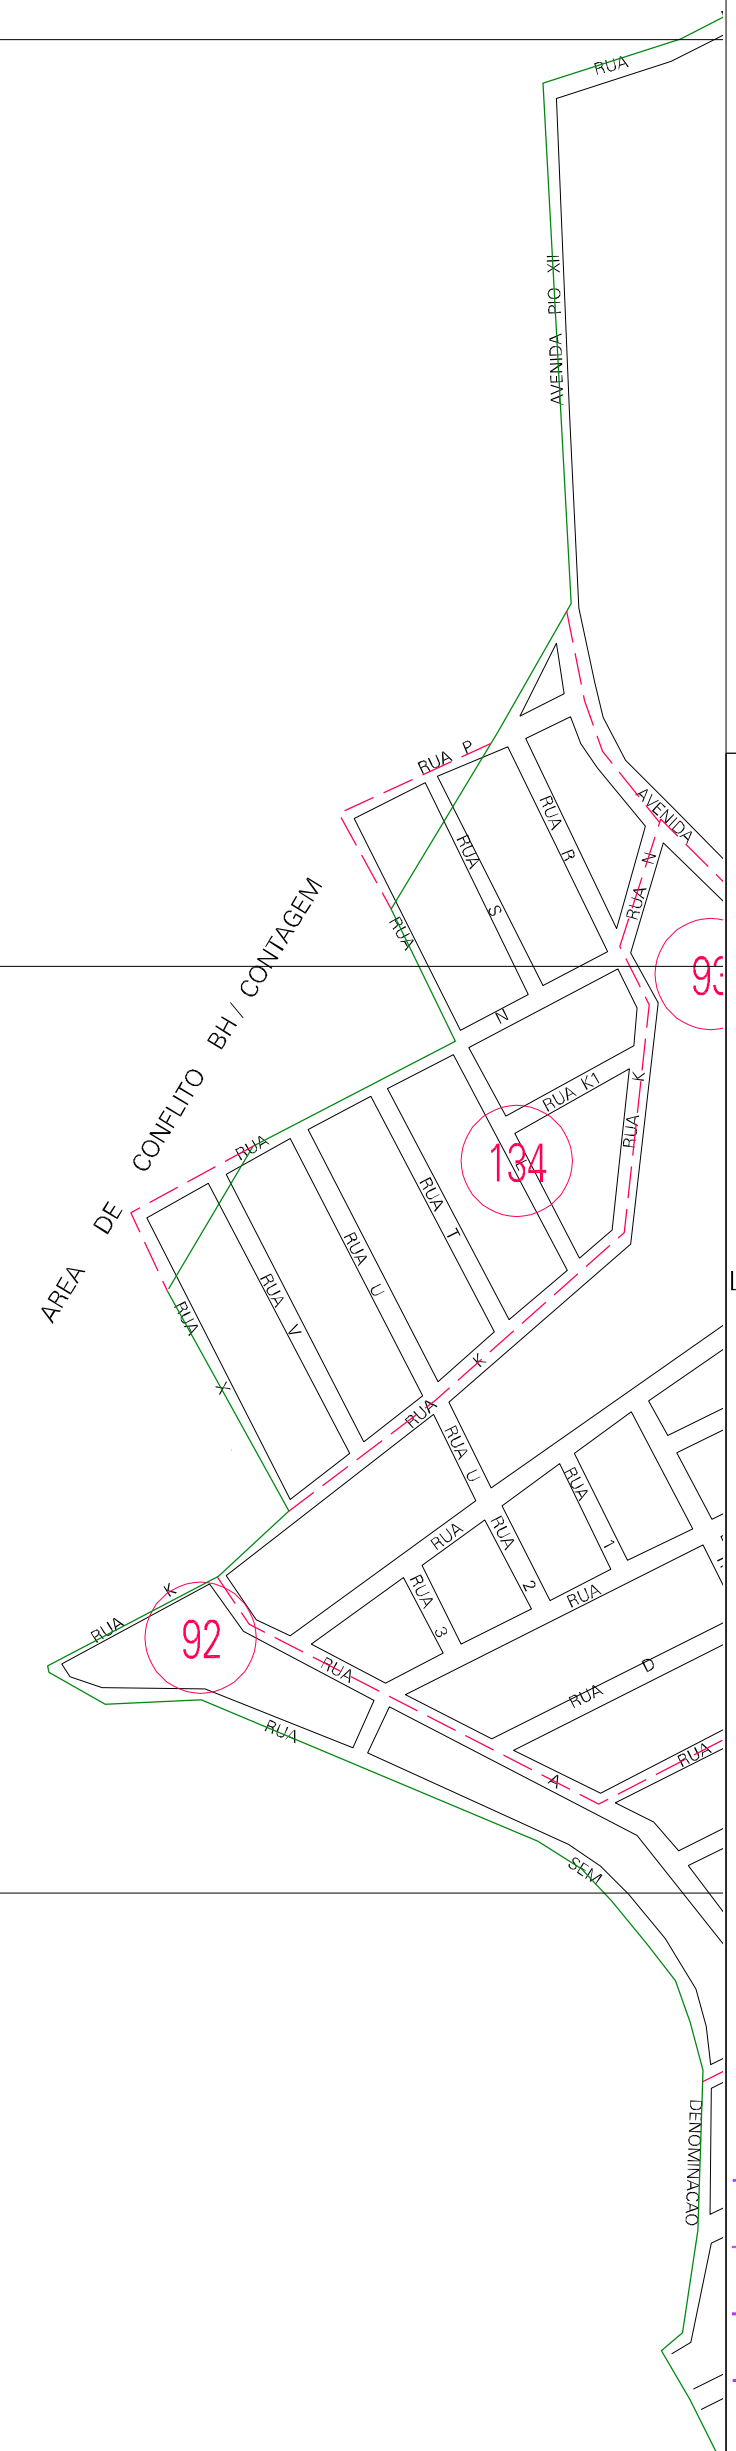 RUA
AVENIDA PIO XII
RUA P
AVENIDA
RUA R
RUA S
RUA N
RUA
93
N
RUA K1
RUA K
134
AREA DE CONFLITO BH / CONTAGEM
RUA
RUA T
RUA U
RUA V
RUA X
RUA K
RUA U
RUA 1
RUA
RUA 2
RUA
RUA 3
RUA K
92
RUA A
RUA D
RUA
RUA
SEM
DENOMINACAO